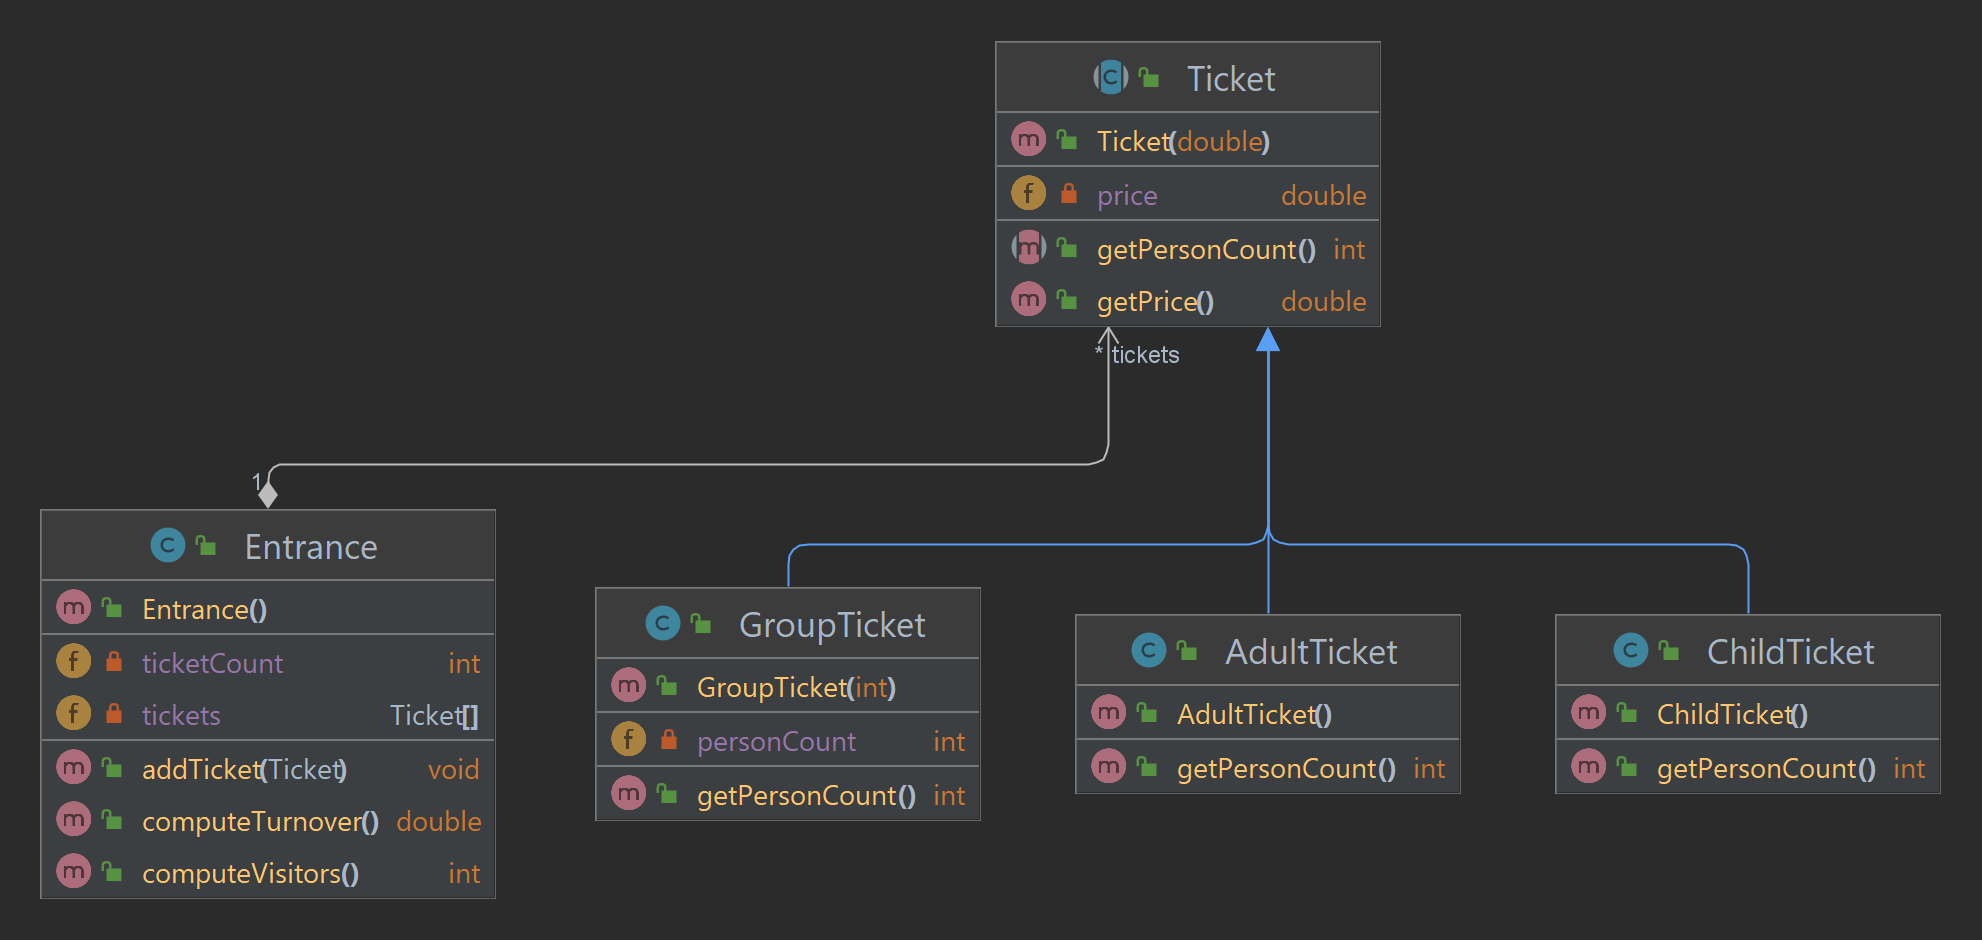 Ticket
Ticket(double)
price double
getPersonCount() int
getPrice() double
* tickets
1
Entrance
Entrance()
ticketCount int
tickets Ticket[]
addTicket(Ticket) void
computeTurnover() double
computeVisitors() int
GroupTicket
GroupTicket(int)
personCount int
getPersonCount() int
AdultTicket
AdultTicket()
getPersonCount() int
ChildTicket
ChildTicket()
getPersonCount() int